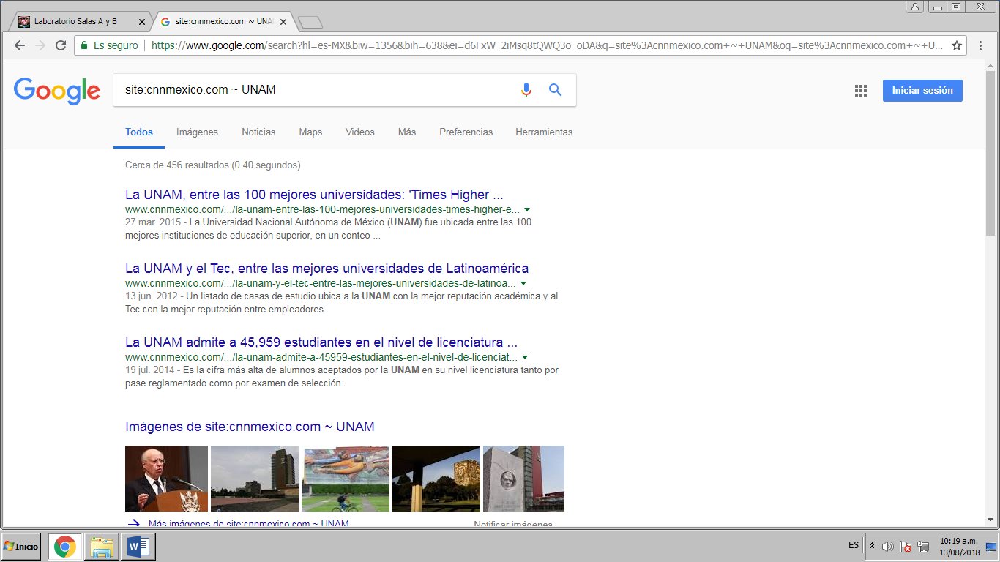 Laboratorio Salas A y B
site:cnnmexico.com ~ UNA
Es seguro
https://www.google.com/search?hl=es-MX&biw=1356&bih=638&ei=d6FxW_2iMsq8tQWQ3o_oDA&q=site%3Acnnmexico.com+~+UNAM&oq=site%3Acnnmexico.com+~+U...
Google
site:cnnmexico.com ~ UNAM
Iniciar sesión
Todos Imágenes Noticias Maps Videos Más Preferencias Herramientas
Cerca de 456 resultados (0.40 segundos)
La UNAM, entre las 100 mejores universidades: 'Times Higher ...
www.cnnmexico.com/.../la-unam-entre-las-100-mejores-universidades-times-higher-e...
27 mar. 2015 - La Universidad Nacional Autónoma de México (UNAM) fue ubicada entre las 100
mejores instituciones de educación superior, en un conteo ...
La UNAM y el Tec, entre las mejores universidades de Latinoamérica
www.cnnmexico.com/.../la-unam-y-el-tec-entre-las-mejores-universidades-de-latinoa...
13 jun. 2012 - Un listado de casas de estudio ubica a la UNAM con la mejor reputación académica y al
Tec con la mejor reputación entre empleadores.
La UNAM admite a 45,959 estudiantes en el nivel de licenciatura ...
www.cnnmexico.com/.../la-unam-admite-a-45959-estudiantes-en-el-nivel-de-licenciat...
19 jul. 2014 - Es la cifra más alta de alumnos aceptados por la UNAM en su nivel licenciatura tanto por
pase reglamentado como por examen de selección.
Imágenes de site:cnnmexico.com ~ UNAM
Más imágenes de site:cnnmexico.com ~ UNAM
Notificar imágenes
Inicio
ES
10:19 a.m.
13/08/2018